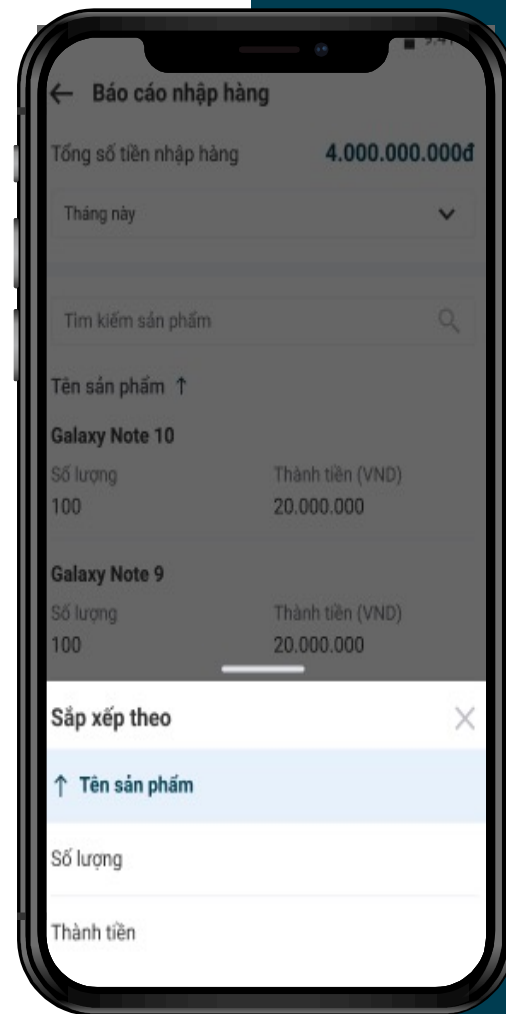 Báo cáo nhập hàng
Tổng số tiền nhập hàng 4.000.000.000đ
Tháng này
Tìm kiếm sản phẩm
Tên sản phẩm ↑
Galaxy Note 10
Số lượng Thành tiền (VND)
100 20.000.000
Galaxy Note 9
Số lượng Thành tiền (VND)
100 20.000.000
Sắp xếp theo
↑ Tên sản phẩm
Số lượng
Thành tiền